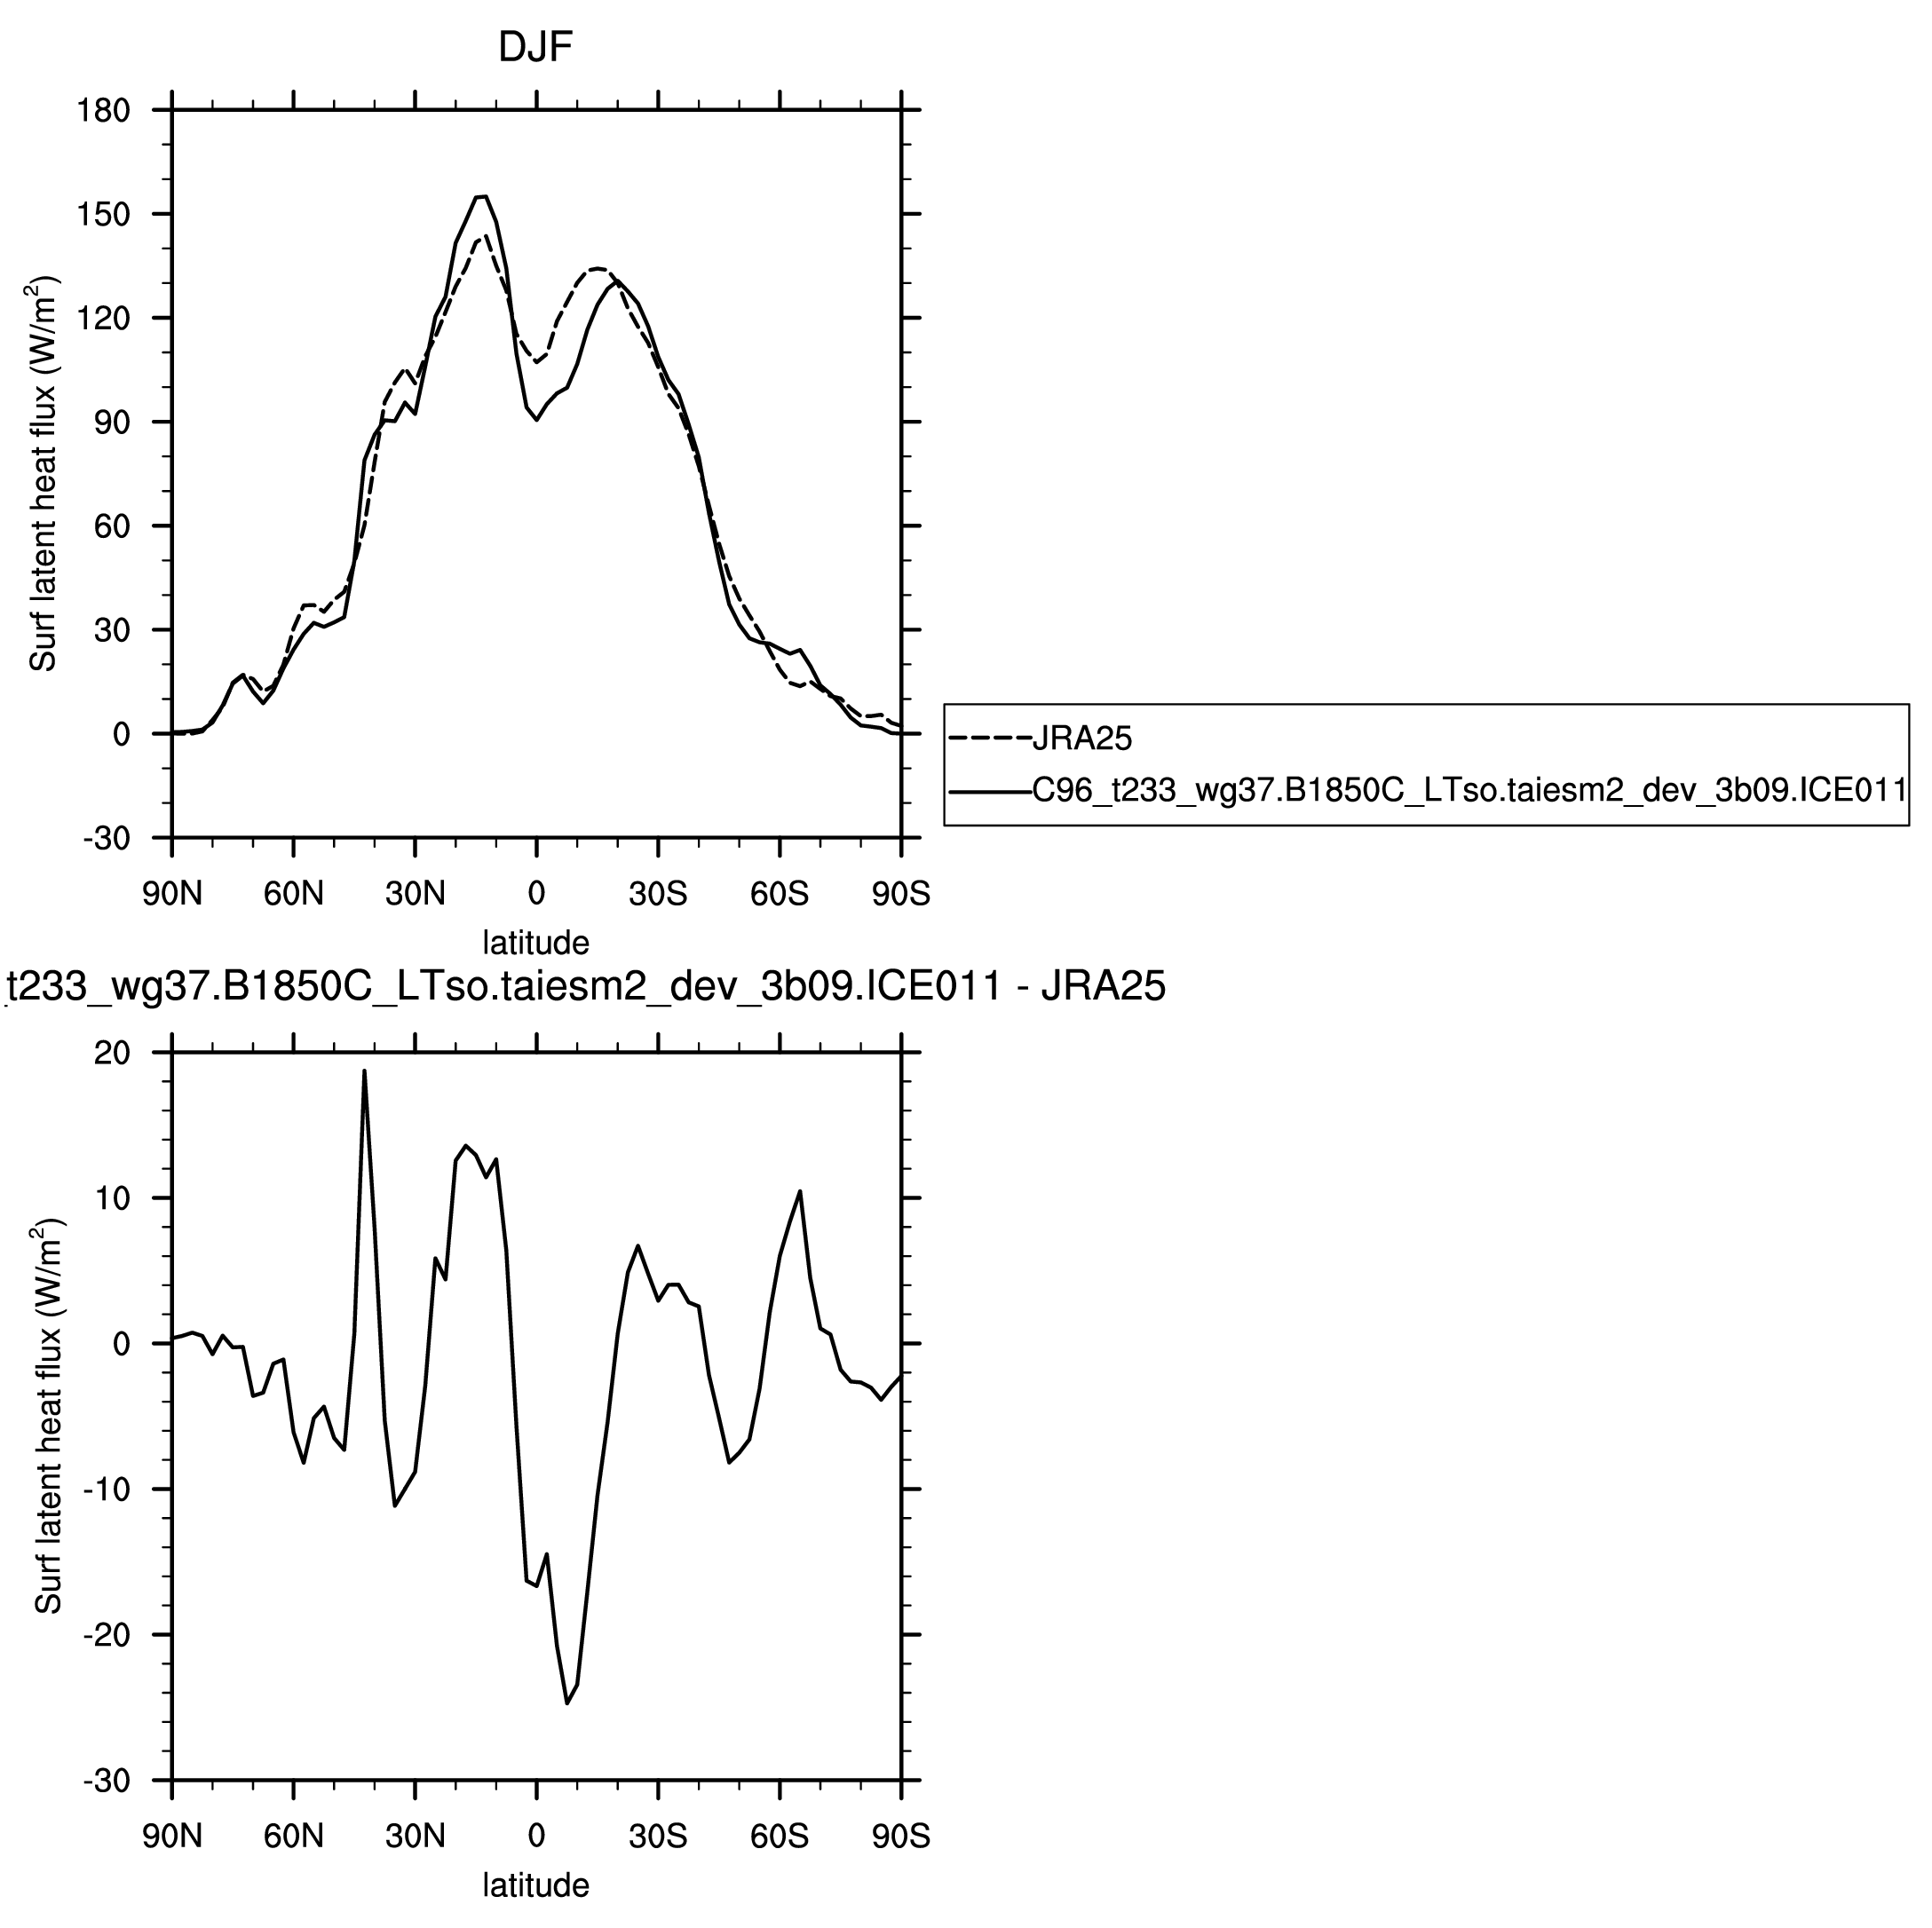 DJF
180
150
120
90
60
30
0
-30
Surf latent heat flux (W/m²)
90N 60N 30N 0 30S 60S 90S
latitude
JRA25
C96_t233_wg37.B1850C_LTso.taiesm2_dev_3b09.ICE011
t233_wg37.B1850C_LTso.taiesm2_dev_3b09.ICE011 - JRA25
20
10
0
-10
-20
-30
Surf latent heat flux (W/m²)
90N 60N 30N 0 30S 60S 90S
latitude